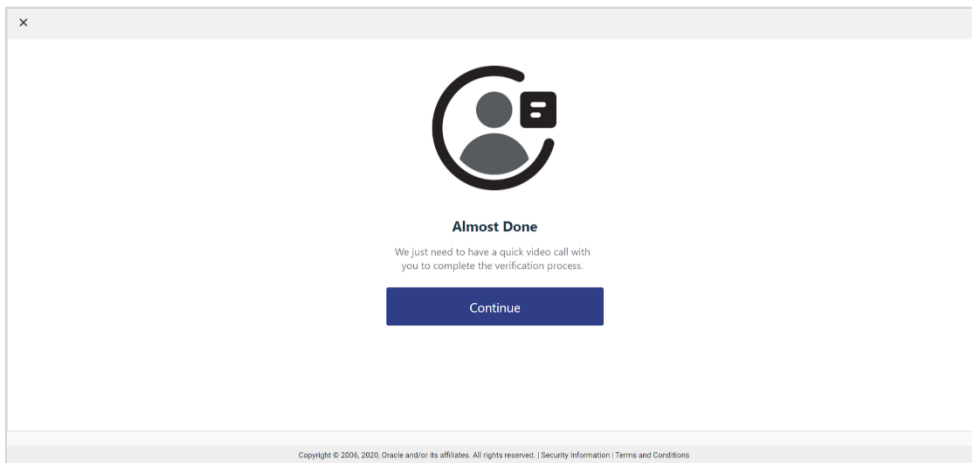 Almost Done
We just need to have a quick video call with
you to complete the verification process.
Continue
Copyright © 2006, 2020, Oracle and/or its affiliates. All rights reserved. | Security Information | Terms and Conditions